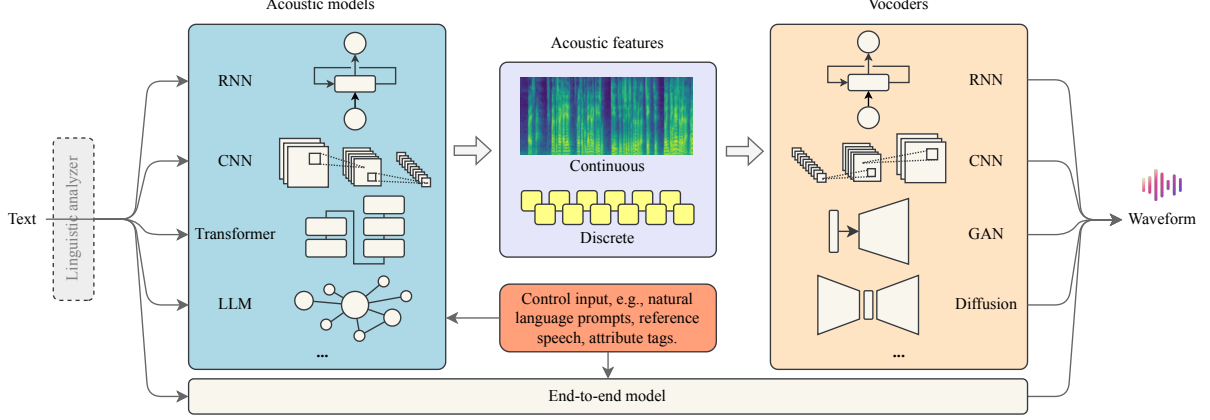 Acoustic models
Vocoders
Acoustic features
RNN
CNN
Transformer
LLM
...
Text
Linguistic analyzer
Continuous
Discrete
Control input, e.g., natural
language prompts, reference
speech, attribute tags.
RNN
CNN
GAN
Diffusion
...
Waveform
End-to-end model